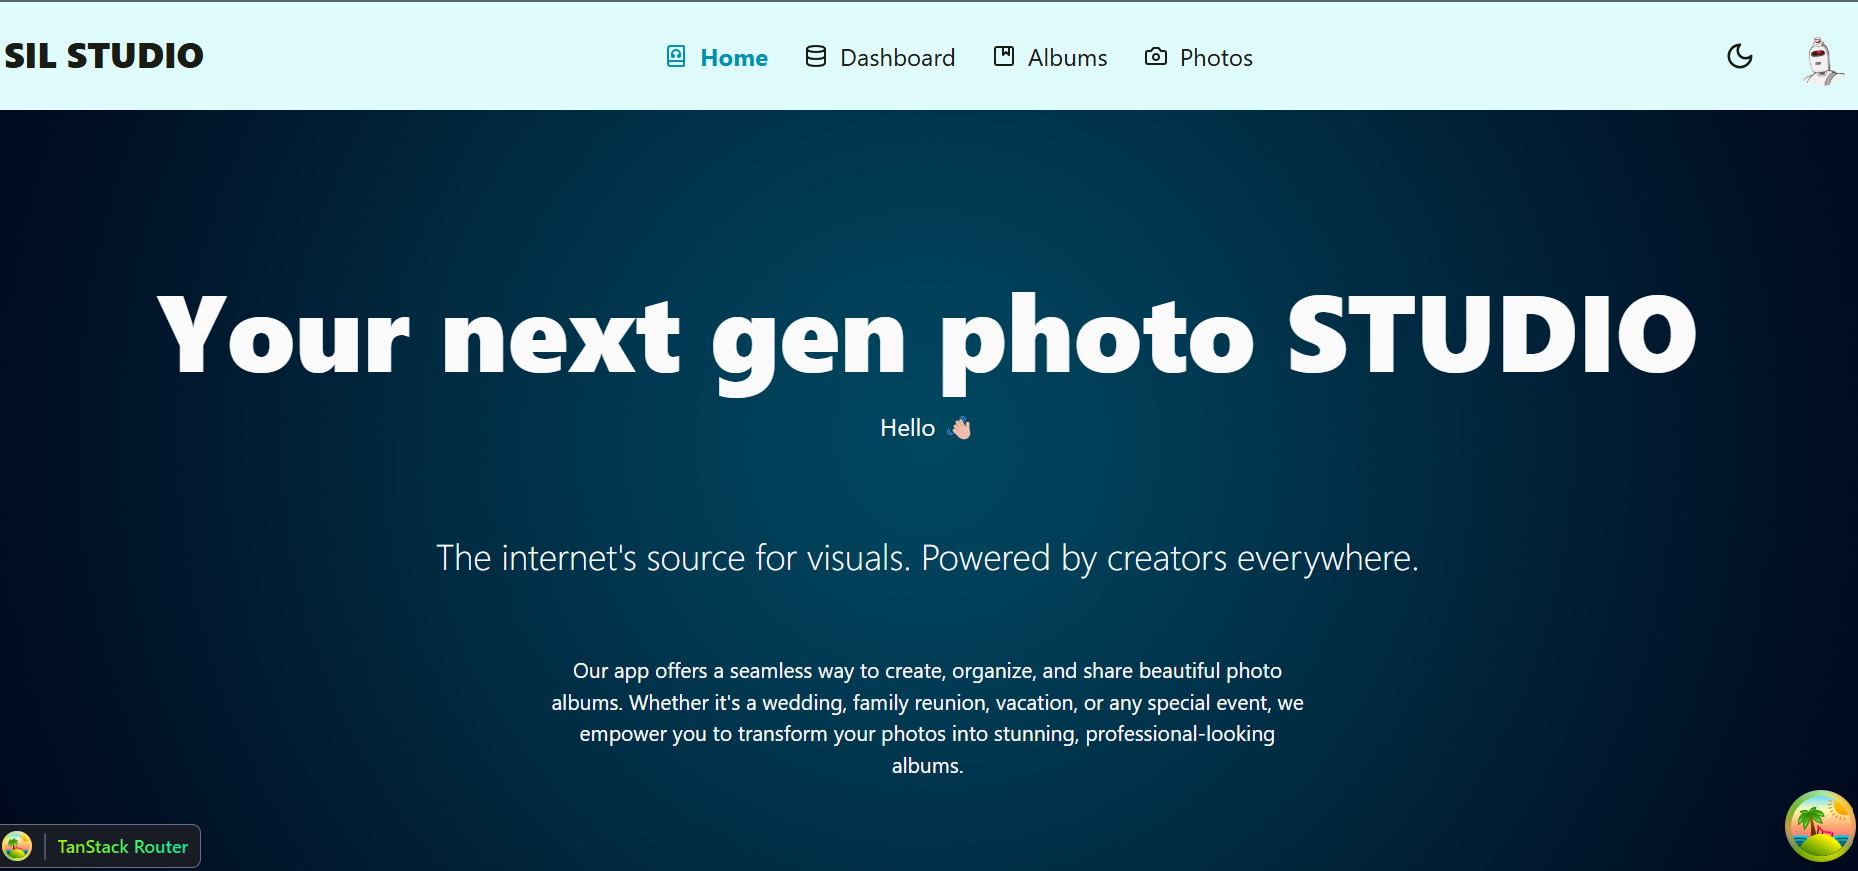 SIL STUDIO
Home Dashboard Albums Photos
Your next gen photo STUDIO
Hello 👋🏻
The internet's source for visuals. Powered by creators everywhere.
Our app offers a seamless way to create, organize, and share beautiful photo
albums. Whether it's a wedding, family reunion, vacation, or any special event, we
empower you to transform your photos into stunning, professional-looking
albums.
TanStack Router